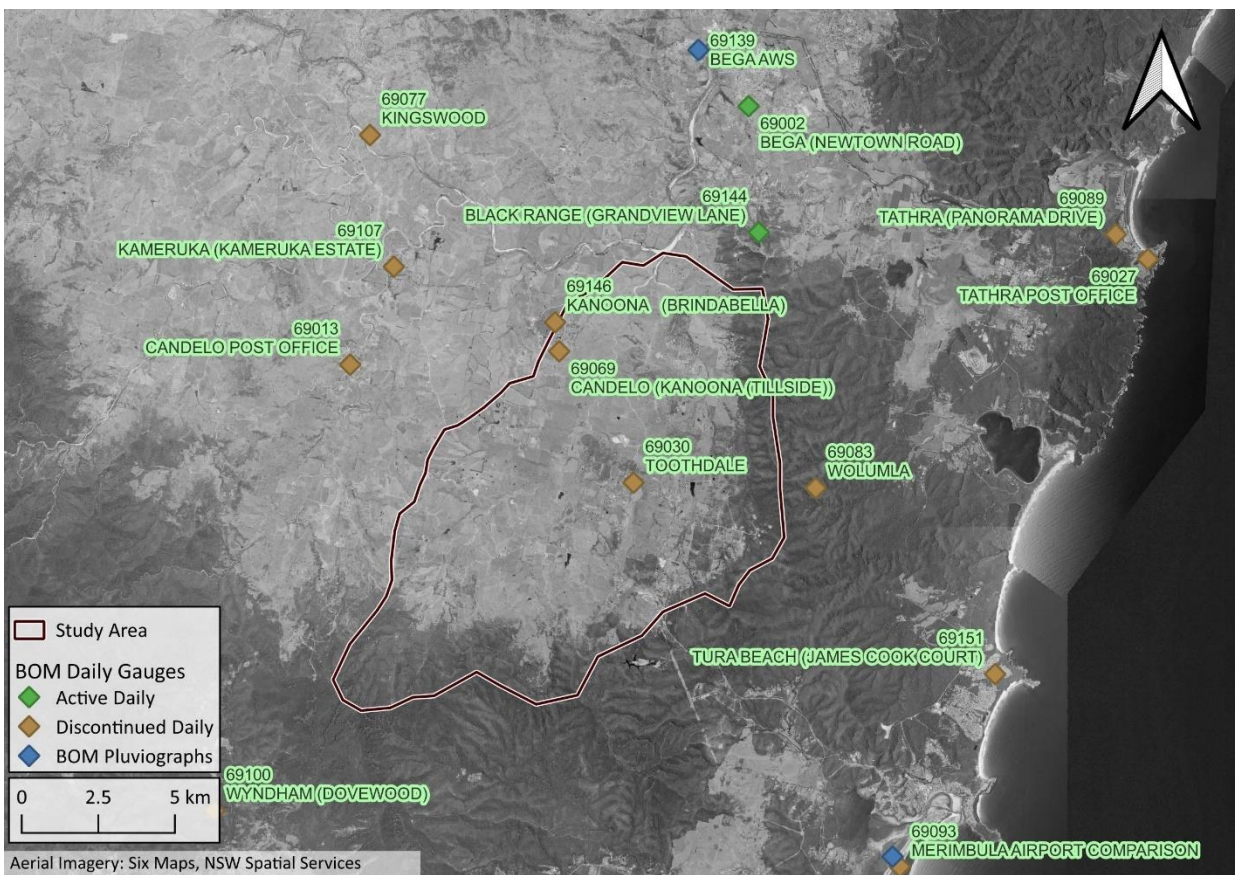 69139
BEGA AWS
69077
KINGSWOOD
69002
BEGA (NEWTOWN ROAD)
69144
BLACK RANGE (GRANDVIEW LANE)
69089
TATHRA (PANORAMA DRIVE)
69107
KAMERUKA (KAMERUKA ESTATE)
69027
TATHRA POST OFFICE
69146
KANOONA (BRINDABELLA)
69013
CANDELO POST OFFICE
69069
CANDELO (KANOONA (TILLSIDE))
69030
TOOTHDALE
69083
WOLUMLA
69151
TURA BEACH (JAMES COOK COURT)
Study Area
BOM Daily Gauges
Active Daily
Discontinued Daily
BOM Pluviographs
69100
WYNDHAM (DOVEWOOD)
0 2.5 5 km
69093
MERIMBULA AIRPORT COMPARISON
Aerial Imagery: Six Maps, NSW Spatial Services